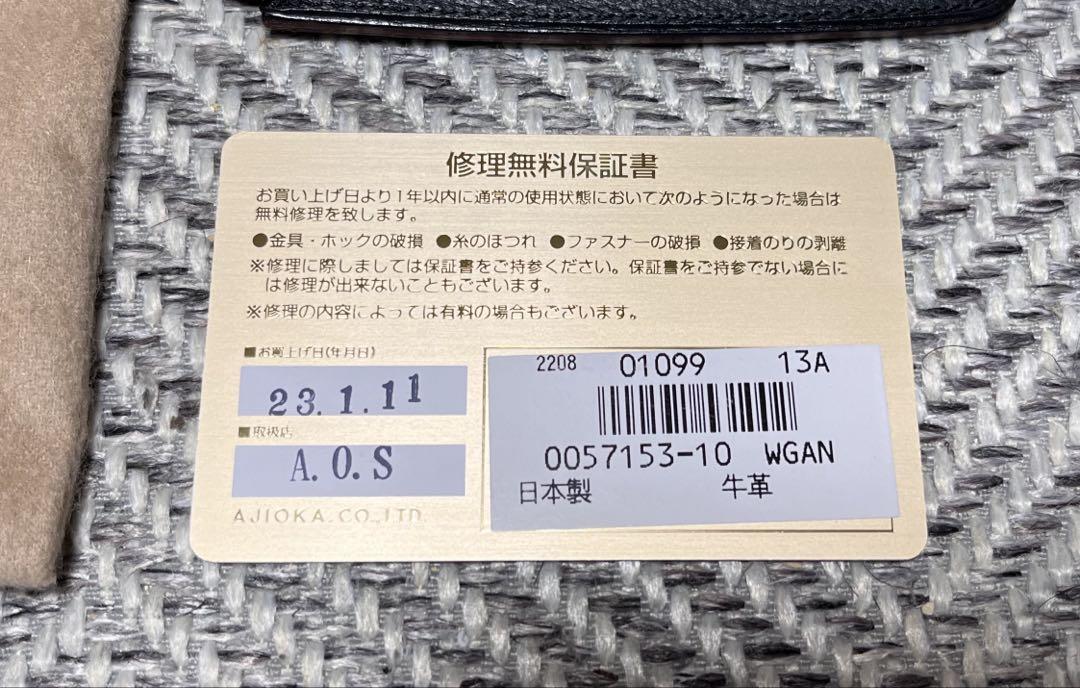 修理無料保証書
お買い上げ日より1年以内に通常の使用状態において次のようになった場合は
無料修理を致します。
●金具・ホックの破損 ●糸のほつれ ●ファスナーの破損 ●接着のりの剥離
※修理に際しましては保証書をご持参ください。保証書をご持参でない場合に
は修理が出来ないこともございます。
※修理の内容によっては有料の場合もございます。
■お買上げ日(年月日)
23.1.11
■取扱店
A.O.S
AJIOKA.CO.,LTD.
2208 01099 13A
0057153-10 WGAN
日本製 牛革